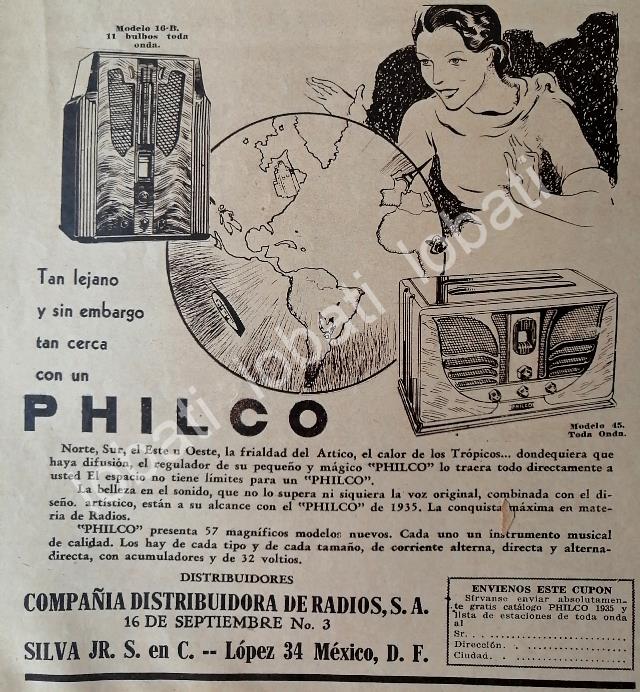 Modelo 16-B.
11 bulbos toda
onda.
Tan lejano
y sin embargo
tan cerca
con un
PHILCO
PHILCO
Modelo 45.
Toda Onda.
Norte, Sur, el Este u Oeste, la frialdad del Artico, el calor de los Trópicos... dondequiera que
haya difusión, el regulador de su pequeño y mágico "PHILCO" lo traera todo directamente a
usted El espacio no tiene límites para un "PHILCO".
La belleza en el sonido, que no lo supera ni siquiera la voz original, combinada con el di-
seño. artístico, están a su alcance con el "PHILCO" de 1935. La conquista máxima en mate-
ria de Radios.
"PHILCO" presenta 57 magníficos modelos nuevos. Cada uno un instrumento musical
de calidad. Los hay de cada tipo y de cada tamaño, de corriente alterna, directa y alterna-
directa, con acumuladores y de 32 voltios.
DISTRIBUIDORES
COMPAÑIA DISTRIBUIDORA DE RADIOS, S. A.
16 DE SEPTIEMBRE No. 3
SILVA JR. S. en C. -- López 34 México, D. F.
ENVIENOS ESTE CUPON
Sírvanse enviar absolutamen-
te gratis catálogo PHILCO 1935 y
lista de estaciones de toda onda
al
Sr. . . . . . . . . . . . . . . . . . .
Dirección. . . . . . . . . . . . . .
Ciudad. . . . . . . . . . . . . . . .
lobati lobati lobati lobati